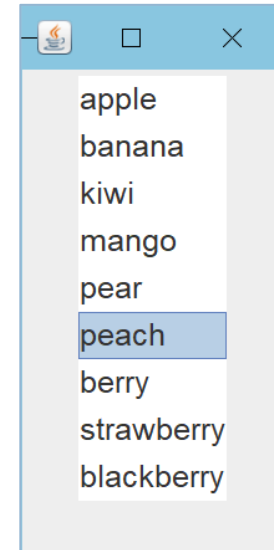 apple
banana
kiwi
mango
pear
peach
berry
strawberry
blackberry